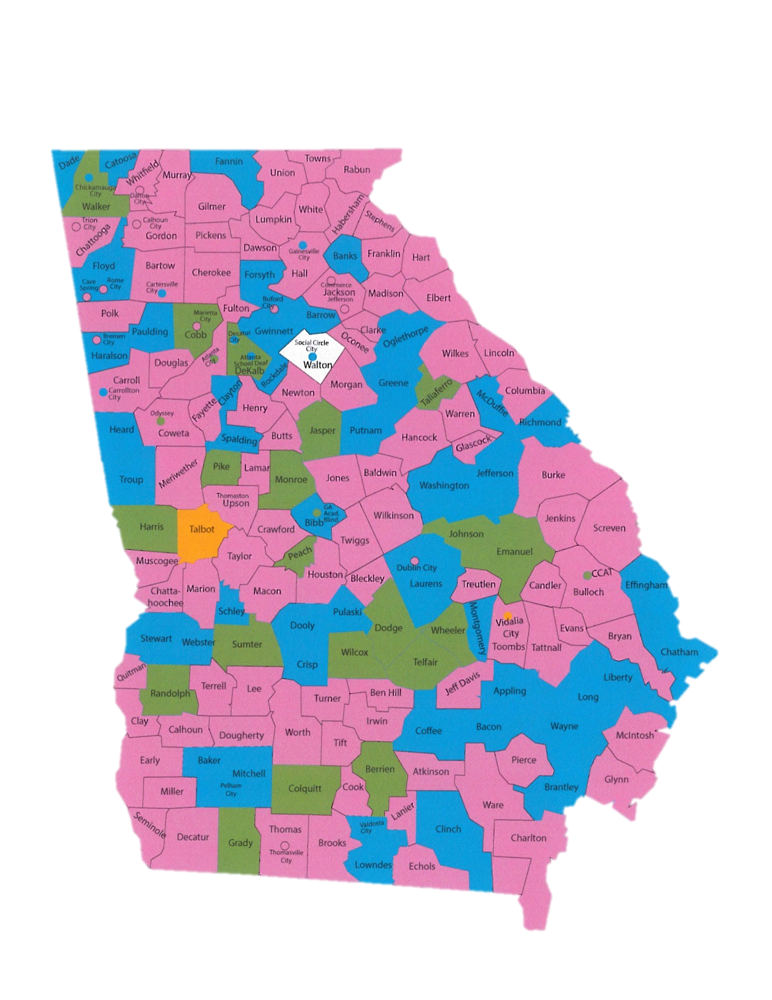 Dade
Catoosa
Whitfield
Murray
Fannin
Union
Towns
Rabun
Chickamauga
City
Walker
Dalton
City
Gilmer
Lumpkin
White
Habersham
Stephens
Trion
City
Chattooga
Calhoun
City
Gordon
Pickens
Dawson
Gainesville
City
Hall
Banks
Franklin
Hart
Floyd
Cave
Spring
Rome
City
Bartow
Cartersville
City
Cherokee
Forsyth
Commerce
Jackson
Jefferson
Madison
Elbert
Polk
Paulding
Marietta
City
Cobb
Fulton
Buford
City
Gwinnett
Barrow
Clarke
Oconee
Oglethorpe
Bremen
City
Haralson
Decatur
City
Atlanta
School Deaf
DeKalb
Atlanta
City
Rockdale
Social Circle
City
Walton
Wilkes
Lincoln
Douglas
Carroll
Carrollton
City
Clayton
Fayette
Henry
Newton
Morgan
Greene
Taliaferro
McDuffie
Columbia
Richmond
Warren
Glascock
Heard
Odyssey
Coweta
Spalding
Butts
Jasper
Putnam
Hancock
Troup
Meriwether
Pike
Lamar
Monroe
Jones
Baldwin
Washington
Jefferson
Burke
Thomaston
Upson
Harris
Talbot
Crawford
GA
Acad.
Blind
Bibb
Wilkinson
Twiggs
Johnson
Emanuel
Jenkins
Screven
Muscogee
Taylor
Peach
Houston
Bleckley
Dublin City
Laurens
Treutlen
Candler
CCAT
Bulloch
Effingham
Chatta-
hoochee
Marion
Macon
Schley
Dooly
Pulaski
Dodge
Wheeler
Montgomery
Vidalia
City
Toombs
Tattnall
Evans
Bryan
Chatham
Stewart
Webster
Sumter
Crisp
Wilcox
Telfair
Quitman
Randolph
Terrell
Lee
Turner
Ben Hill
Jeff Davis
Appling
Liberty
Long
Clay
Calhoun
Dougherty
Worth
Irwin
Tift
Coffee
Bacon
Wayne
McIntosh
Early
Baker
Mitchell
Pelham
City
Miller
Colquitt
Cook
Berrien
Atkinson
Pierce
Brantley
Glynn
Ware
Seminole
Decatur
Grady
Thomas
Thomasville
City
Brooks
Valdosta
City
Lowndes
Lanier
Clinch
Echols
Charlton